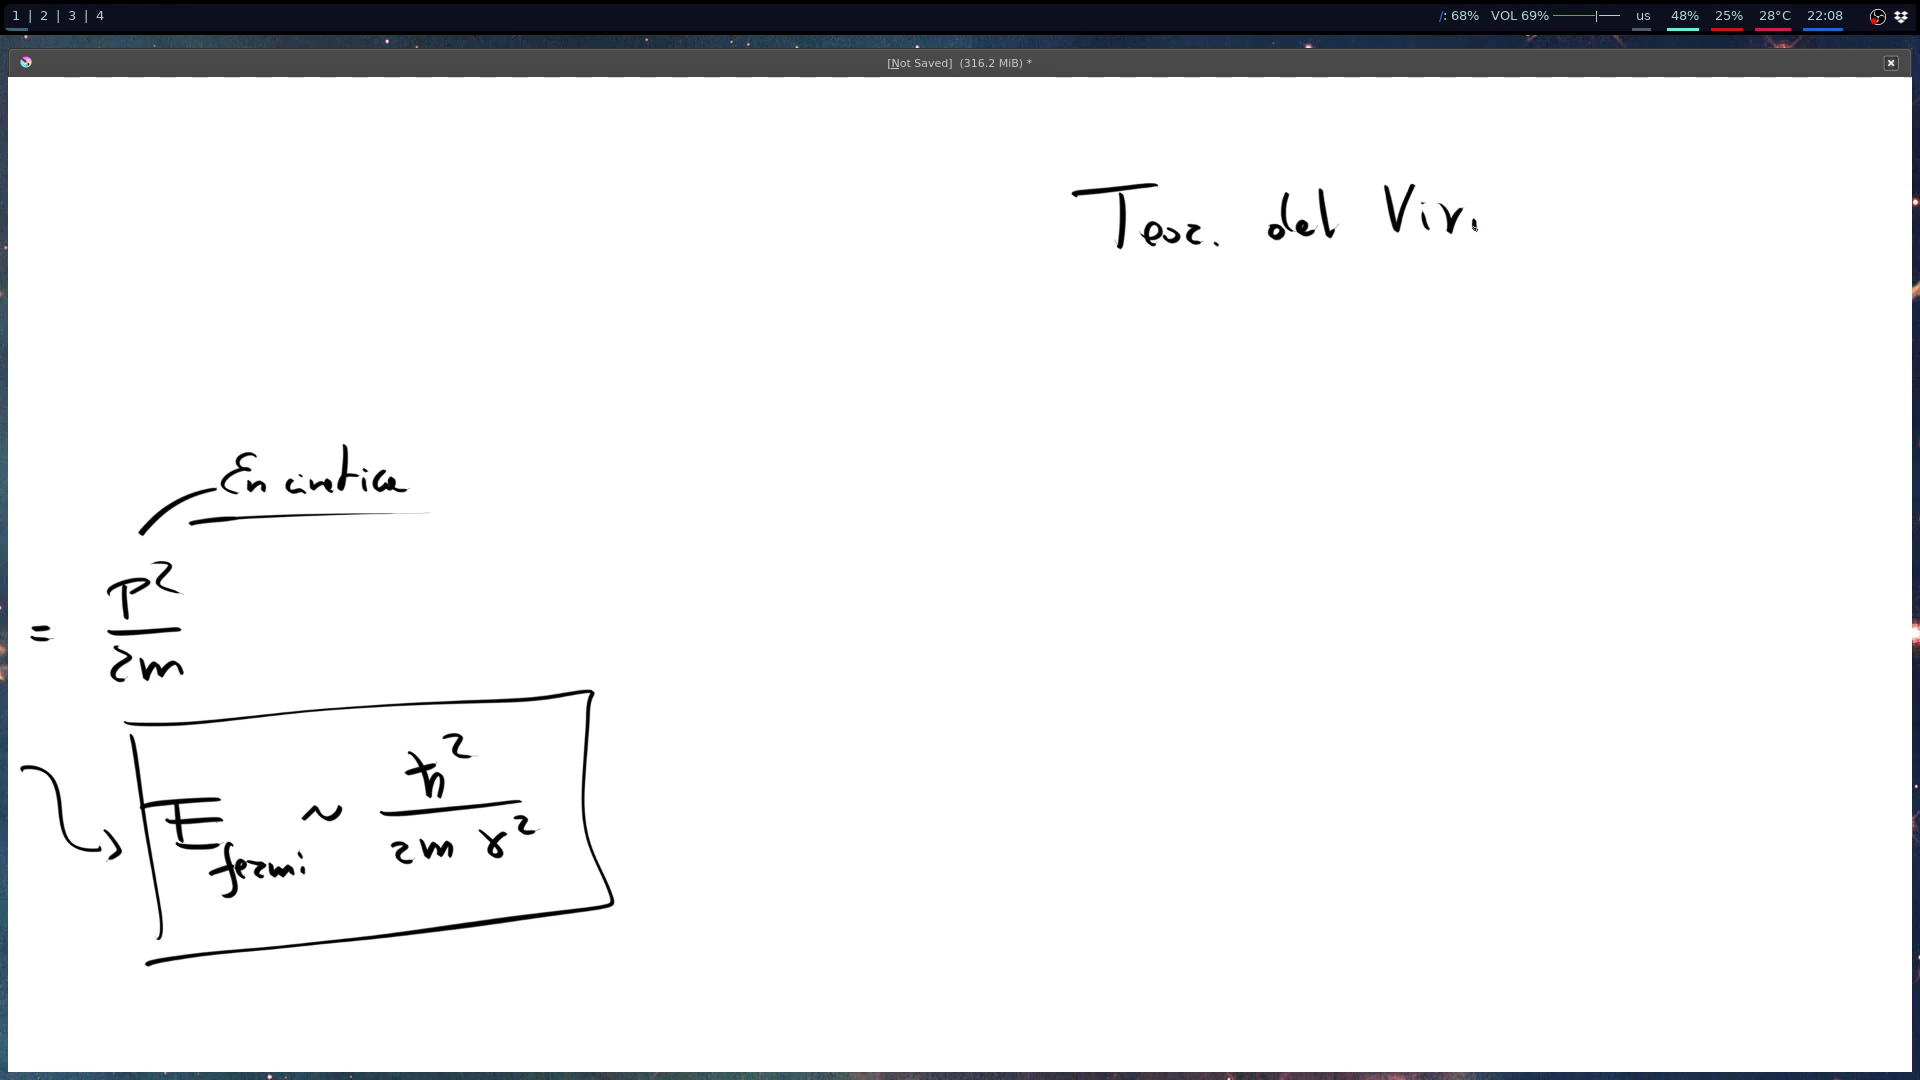 1 | 2 | 3 | 4 /: 68% VOL 69% us 48% 25% 28°C 22:08
[Not Saved] (316.2 MiB) *
Teor. del Viri
En cinetica
= p²/2m
E_fermi ~ ℏ²/2m r²